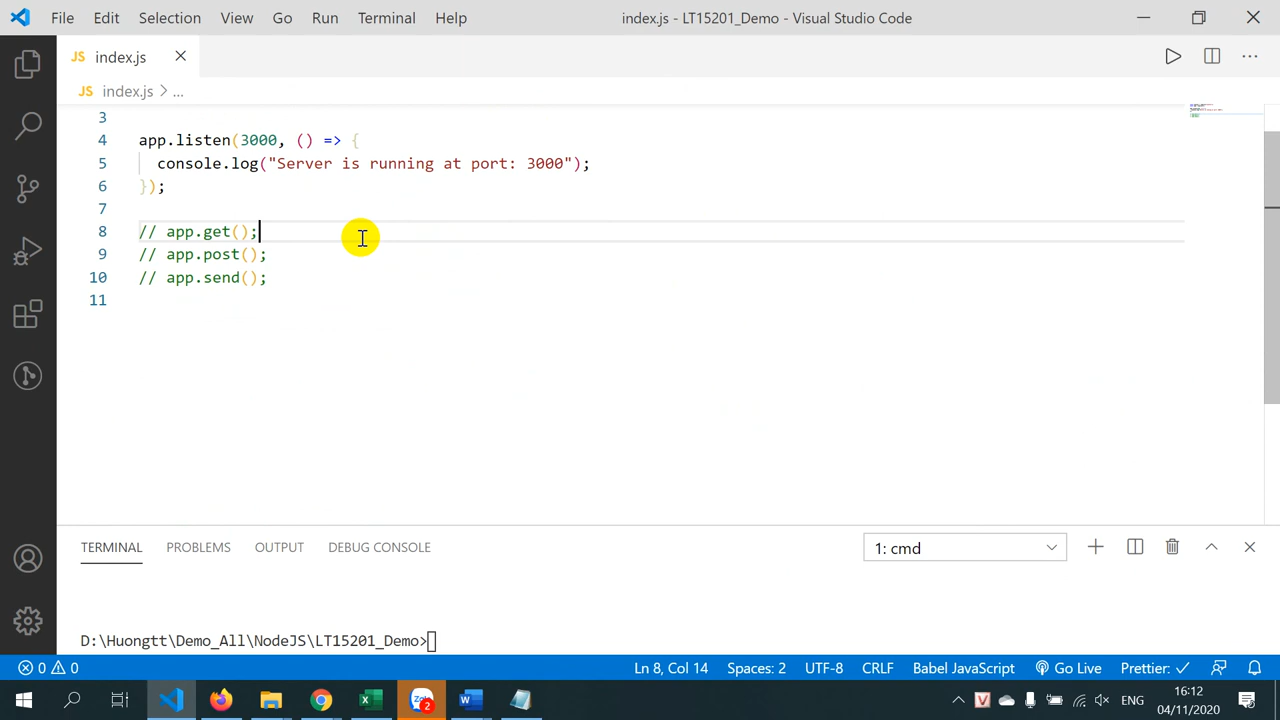 File Edit Selection View Go Run Terminal Help index.js - LT15201_Demo - Visual Studio Code
JS index.js
JS index.js > ...
3
4 app.listen(3000, () => {
5 console.log("Server is running at port: 3000");
6 });
7
8 // app.get();
9 // app.post();
10 // app.send();
11
TERMINAL PROBLEMS OUTPUT DEBUG CONSOLE 1: cmd
D:\Huongtt\Demo_All\NodeJS\LT15201_Demo>
0 0 Ln 8, Col 14 Spaces: 2 UTF-8 CRLF Babel JavaScript Go Live Prettier: ✓
2 V ENG 16:12
04/11/2020